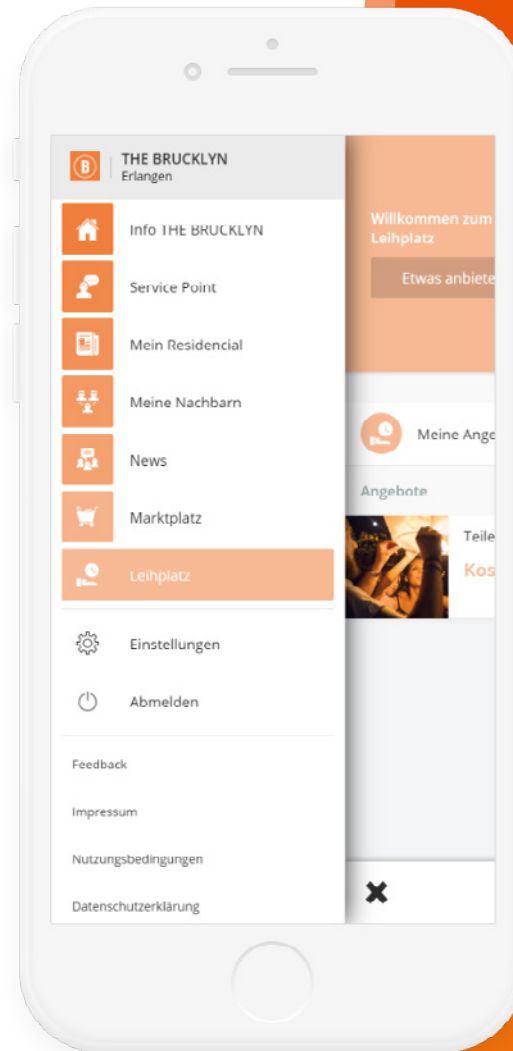 B
THE BRUCKLYN
Erlangen
Info THE BRUCKLYN
Service Point
Mein Residencial
Meine Nachbarn
News
Marktplatz
Leihplatz
Einstellungen
Abmelden
Feedback
Impressum
Nutzungsbedingungen
Datenschutzerklärung
Willkommen zum
Leihplatz
Etwas anbiete
Meine Ange
Angebote
Teile
Kos